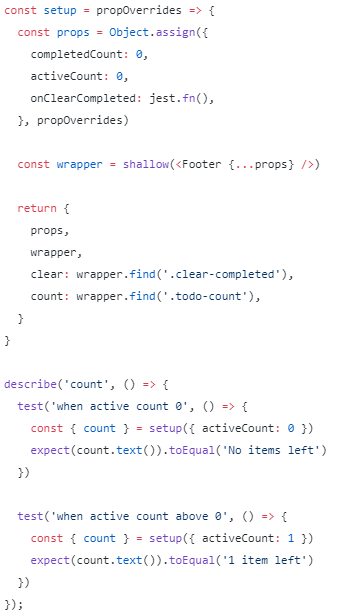 const setup = propOverrides => {
  const props = Object.assign({
    completedCount: 0,
    activeCount: 0,
    onClearCompleted: jest.fn(),
  }, propOverrides)

  const wrapper = shallow(<Footer {...props} />)

  return {
    props,
    wrapper,
    clear: wrapper.find('.clear-completed'),
    count: wrapper.find('.todo-count'),
  }
}

describe('count', () => {
  test('when active count 0', () => {
    const { count } = setup({ activeCount: 0 })
    expect(count.text()).toEqual('No items left')
  })

  test('when active count above 0', () => {
    const { count } = setup({ activeCount: 1 })
    expect(count.text()).toEqual('1 item left')
  })
});